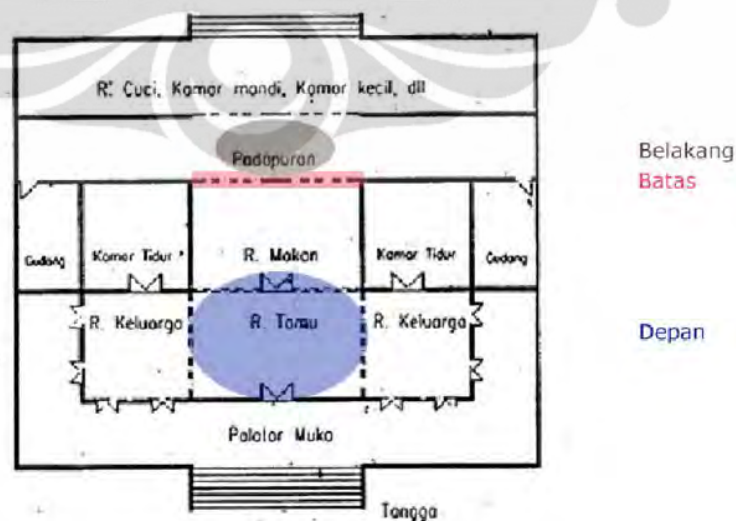 R. Cuci, Kamar mandi, Kamar kecil, dll
Padapuran
Belakang
Batas
Gudang
Kamar Tidur
R. Makan
Kamar Tidur
Gudang
R. Keluarga
R. Tamu
R. Keluarga
Depan
Palatar Muka
Tangga